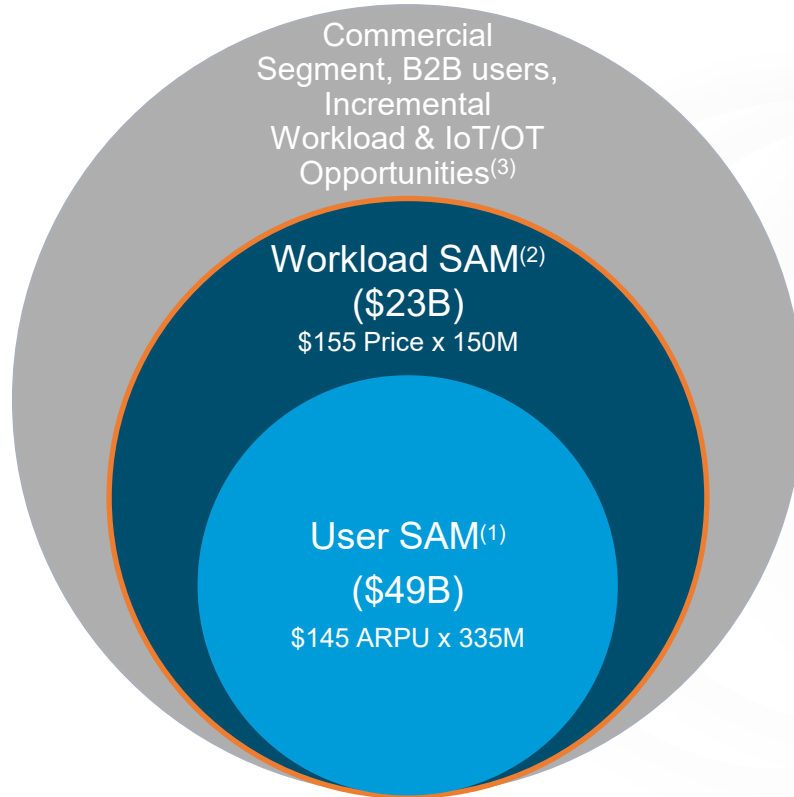 Commercial
Segment, B2B users,
Incremental
Workload & IoT/OT
Opportunities(3)
Workload SAM(2)
($23B)
$155 Price x 150M
User SAM(1)
($49B)
$145 ARPU x 335M